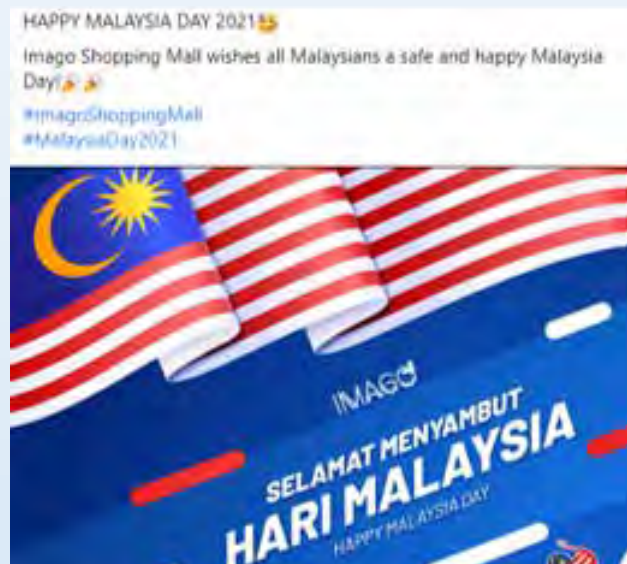 HAPPY MALAYSIA DAY 2021
Imago Shopping Mall wishes all Malaysians a safe and happy Malaysia
Day!
#ImagoShoppingMall
#MalaysiaDay2021
IMAGO
SELAMAT MENYAMBUT
HARI MALAYSIA
HAPPY MALAYSIA DAY